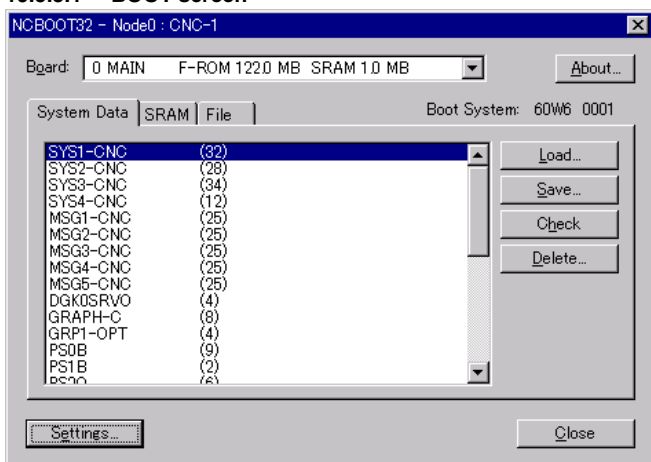 NCBOOT32 - Node0 : CNC-1
Board: 0 MAIN F-ROM 122.0 MB SRAM 1.0 MB About...
System Data SRAM File Boot System: 60W6 0001
SYS1-CNC (32)
SYS2-CNC (28)
SYS3-CNC (34)
SYS4-CNC (12)
MSG1-CNC (25)
MSG2-CNC (25)
MSG3-CNC (25)
MSG4-CNC (25)
MSG5-CNC (25)
DGK0SRVO (4)
GRAPH-C (8)
GRP1-OPT (4)
PS0B (9)
PS1B (2)
Load...
Save...
Check
Delete...
Settings... Close